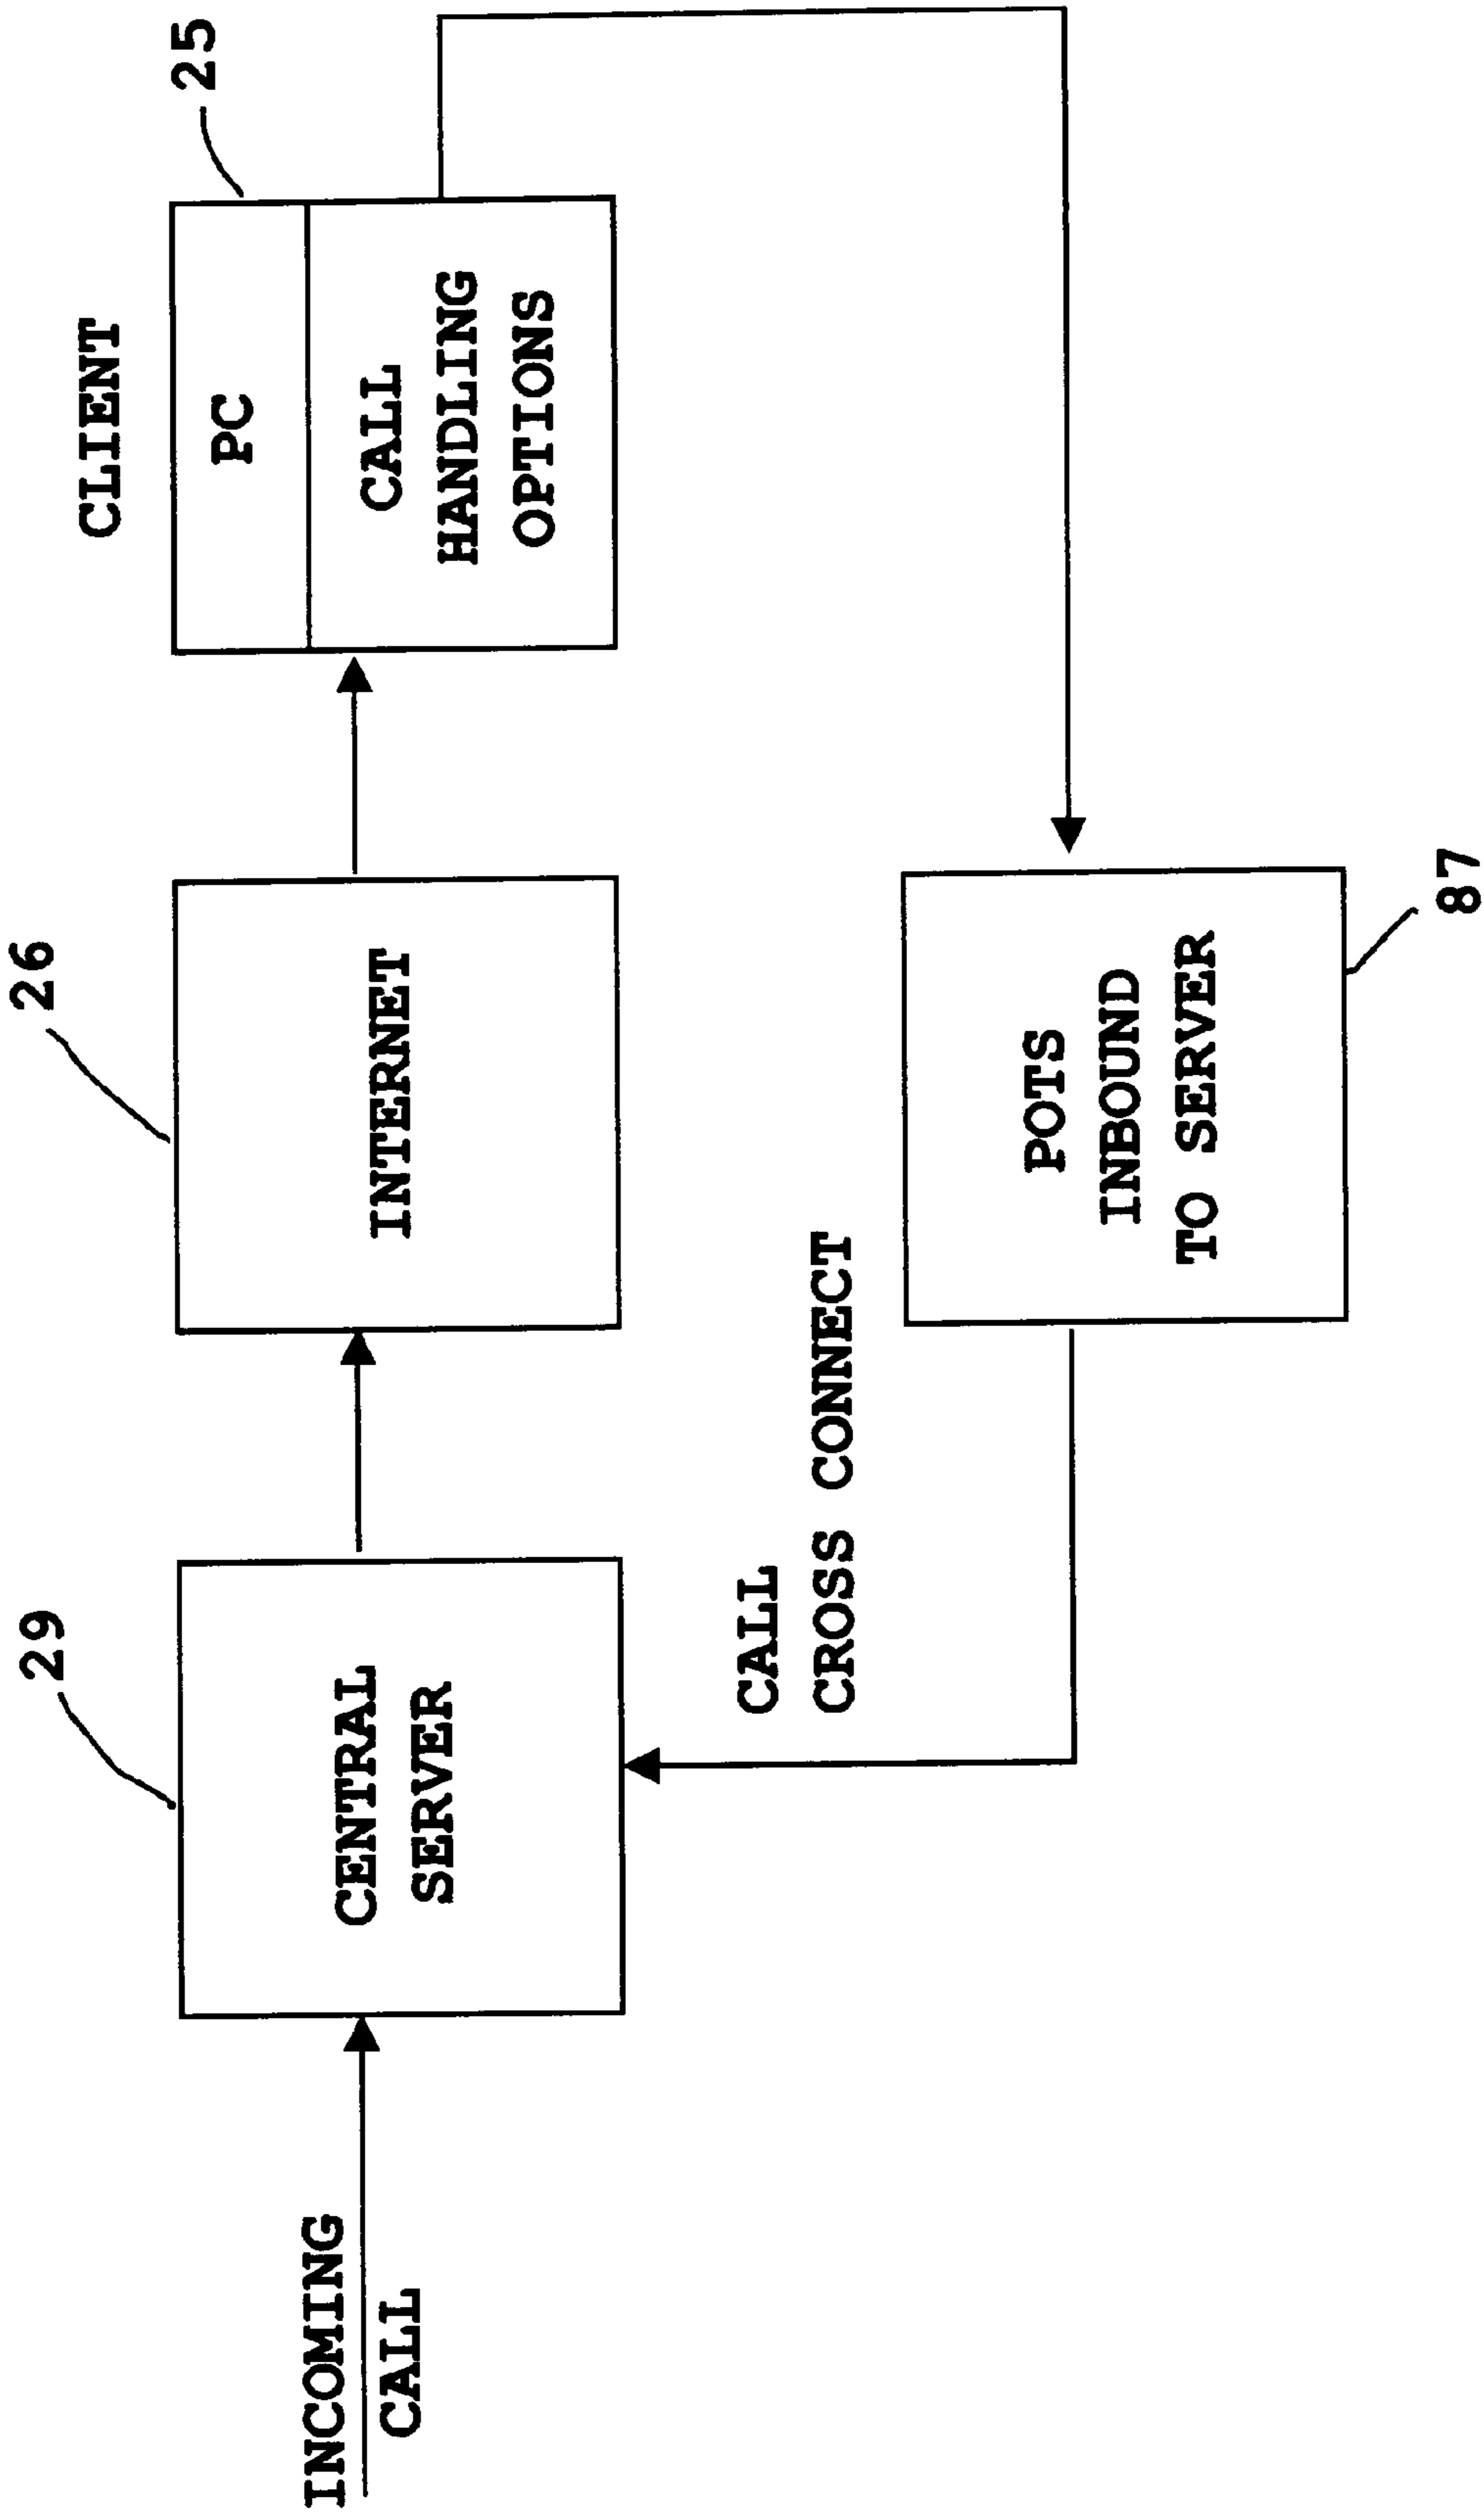 INCOMING
CALL
29
CENTRAL
SERVER
26
INTERNET
CLIENT
25
PC
CALL
HANDLING
OPTIONS
CALL
CROSS CONNECT
POTS
INBOUND
TO SERVER
87